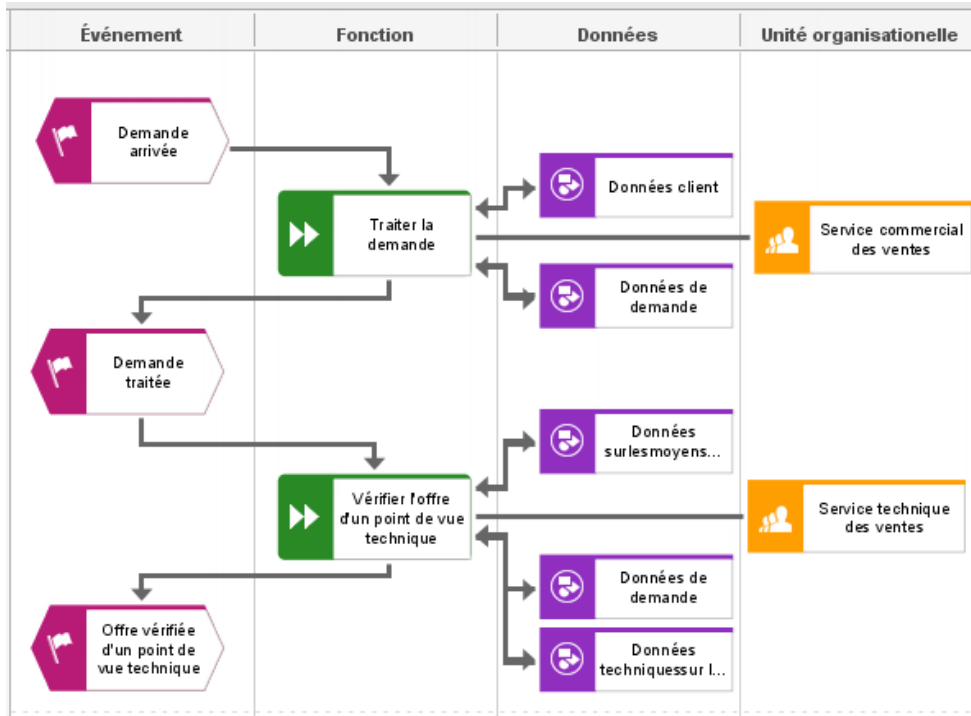 Événement
Fonction
Données
Unité organisationelle
Demande
arrivée
Données client
Traiter la
demande
Service commercial
des ventes
Données de
demande
Demande
traitée
Données
surlesmoyens...
Vérifier l'offre
d'un point de vue
technique
Service technique
des ventes
Données de
demande
Offre vérifiée
d'un point de
vue technique
Données
techniquessur l...